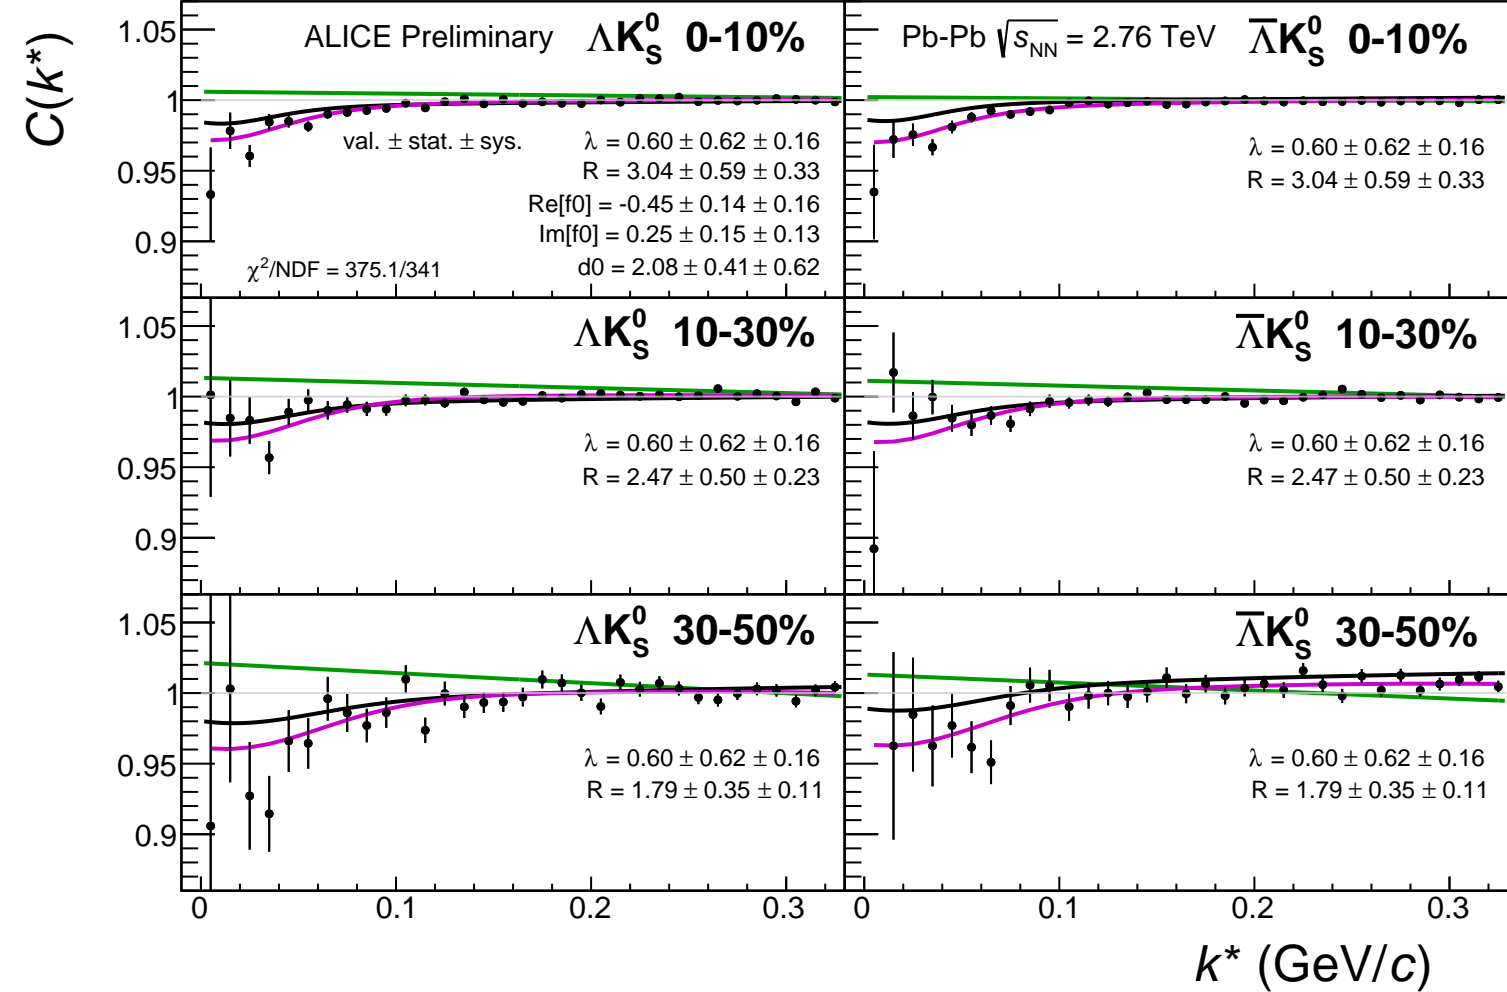 C(k*)
ALICE Preliminary ΛK⁰S 0-10%
Pb-Pb √sNN = 2.76 TeV Λ̅K⁰S 0-10%
1.05
1
0.95
0.9
val. ± stat. ± sys.
λ = 0.60 ± 0.62 ± 0.16
R = 3.04 ± 0.59 ± 0.33
Re[f0] = -0.45 ± 0.14 ± 0.16
Im[f0] = 0.25 ± 0.15 ± 0.13
d0 = 2.08 ± 0.41 ± 0.62
χ²/NDF = 375.1/341
λ = 0.60 ± 0.62 ± 0.16
R = 3.04 ± 0.59 ± 0.33
ΛK⁰S 10-30%
1.05
1
0.95
0.9
λ = 0.60 ± 0.62 ± 0.16
R = 2.47 ± 0.50 ± 0.23
Λ̅K⁰S 10-30%
λ = 0.60 ± 0.62 ± 0.16
R = 2.47 ± 0.50 ± 0.23
ΛK⁰S 30-50%
1.05
1
0.95
0.9
λ = 0.60 ± 0.62 ± 0.16
R = 1.79 ± 0.35 ± 0.11
Λ̅K⁰S 30-50%
λ = 0.60 ± 0.62 ± 0.16
R = 1.79 ± 0.35 ± 0.11
0 0.1 0.2 0.3
0 0.1 0.2 0.3
k* (GeV/c)